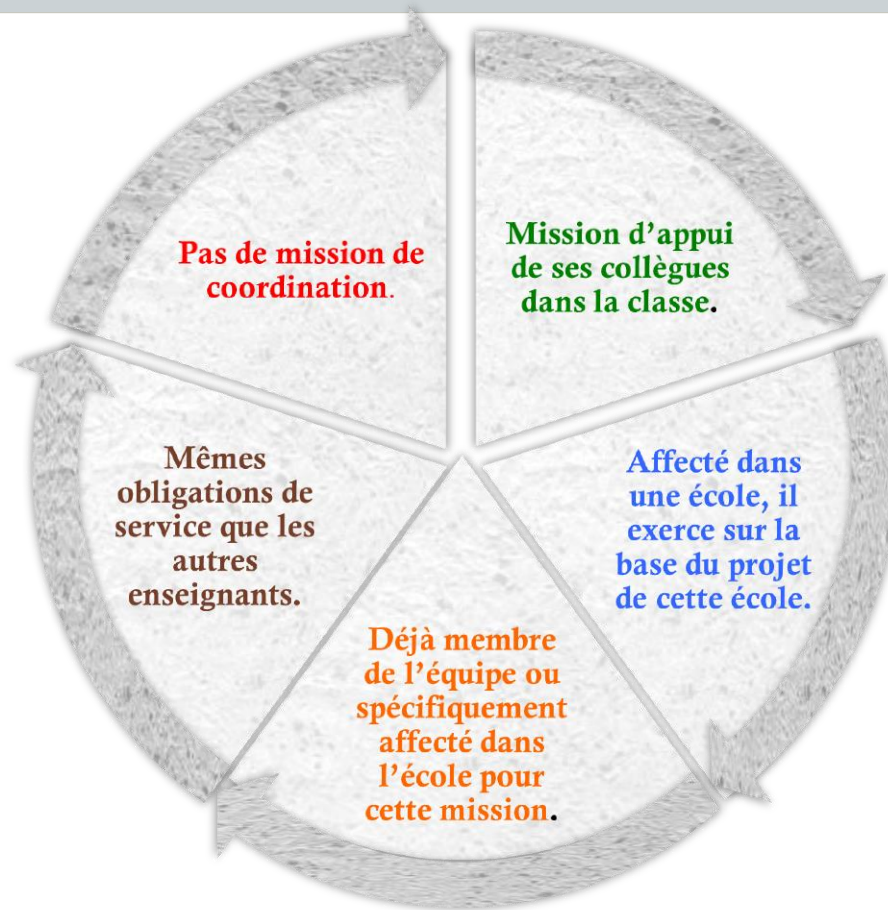 Pas de mission de
coordination.
Mission d’appui
de ses collègues
dans la classe.
Affecté dans
une école, il
exerce sur la
base du projet
de cette école.
Déjà membre
de l’équipe ou
spécifiquement
affecté dans
l’école pour
cette mission.
Mêmes
obligations de
service que les
autres
enseignants.